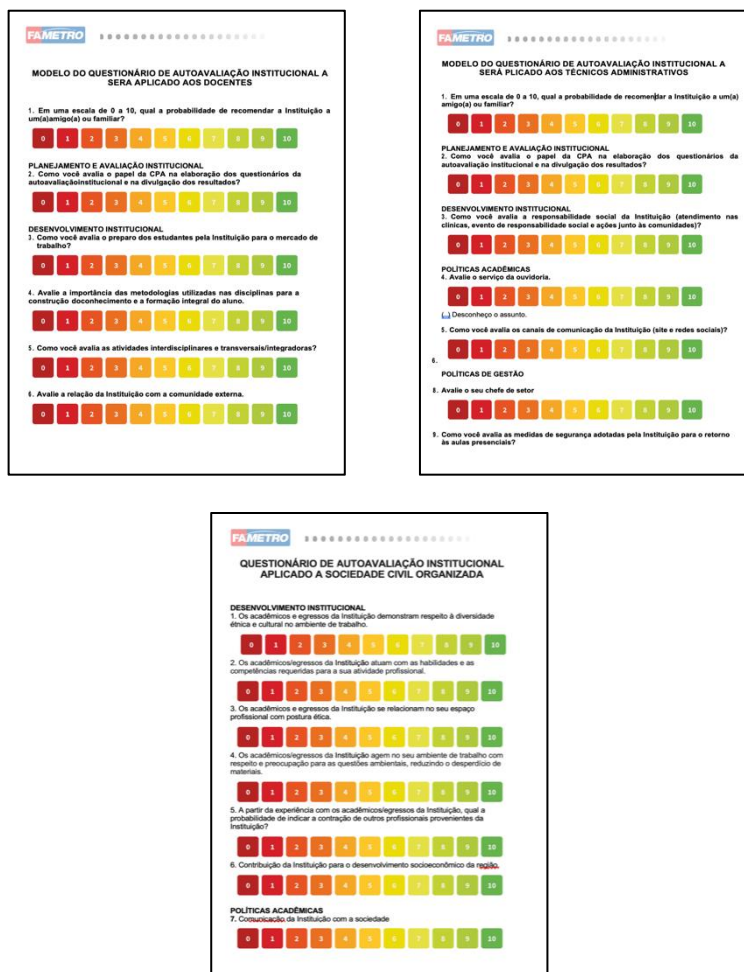 FAMETRO
MODELO DO QUESTIONÁRIO DE AUTOAVALIAÇÃO INSTITUCIONAL A
SERA APLICADO AOS DOCENTES
1. Em uma escala de 0 a 10, qual a probabilidade de recomendar a Instituição a
um(a)amigo(a) ou familiar?
0 1 2 3 4 5 6 7 8 9 10
PLANEJAMENTO E AVALIAÇÃO INSTITUCIONAL
2. Como você avalia o papel da CPA na elaboração dos questionários da
autoavaliaçãoinstitucional e na divulgação dos resultados?
0 1 2 3 4 5 6 7 8 9 10
DESENVOLVIMENTO INSTITUCIONAL
3. Como você avalia o preparo dos estudantes pela Instituição para o mercado de
trabalho?
0 1 2 3 4 5 6 7 8 9 10
4. Avalie a importância das metodologias utilizadas nas disciplinas para a
construção doconhecimento e a formação integral do aluno.
0 1 2 3 4 5 6 7 8 9 10
5. Como você avalia as atividades interdisciplinares e transversais/integradoras?
0 1 2 3 4 5 6 7 8 9 10
6. Avalie a relação da Instituição com a comunidade externa.
0 1 2 3 4 5 6 7 8 9 10
FAMETRO
MODELO DO QUESTIONÁRIO DE AUTOAVALIAÇÃO INSTITUCIONAL A
SERÁ PLICADO AOS TÉCNICOS ADMINISTRATIVOS
1. Em uma escala de 0 a 10, qual a probabilidade de recomendar a Instituição a um(a)
amigo(a) ou familiar?
0 1 2 3 4 5 6 7 8 9 10
PLANEJAMENTO E AVALIAÇÃO INSTITUCIONAL
2. Como você avalia o papel da CPA na elaboração dos questionários da
autoavaliação institucional e na divulgação dos resultados?
0 1 2 3 4 5 6 7 8 9 10
DESENVOLVIMENTO INSTITUCIONAL
3. Como você avalia a responsabilidade social da Instituição (atendimento nas
clínicas, evento de responsabilidade social e ações junto às comunidades)?
0 1 2 3 4 5 6 7 8 9 10
POLÍTICAS ACADÊMICAS
4. Avalie o serviço da ouvidoria.
0 1 2 3 4 5 6 7 8 9 10
Desconheço o assunto.
5. Como você avalia os canais de comunicação da Instituição (site e redes sociais)?
0 1 2 3 4 5 6 7 8 9 10
6.
POLÍTICAS DE GESTÃO
8. Avalie o seu chefe de setor
0 1 2 3 4 5 6 7 8 9 10
9. Como você avalia as medidas de segurança adotadas pela Instituição para o retorno
às aulas presenciais?
FAMETRO
QUESTIONÁRIO DE AUTOAVALIAÇÃO INSTITUCIONAL
APLICADO A SOCIEDADE CIVIL ORGANIZADA
DESENVOLVIMENTO INSTITUCIONAL
1. Os acadêmicos e egressos da Instituição demonstram respeito à diversidade
étnica e cultural no ambiente de trabalho.
0 1 2 3 4 5 6 7 8 9 10
2. Os acadêmicos/egressos da Instituição atuam com as habilidades e as
competências requeridas para a sua atividade profissional.
0 1 2 3 4 5 6 7 8 9 10
3. Os acadêmicos e egressos da Instituição se relacionam no seu espaço
profissional com postura ética.
0 1 2 3 4 5 6 7 8 9 10
4. Os acadêmicos/egressos da Instituição agem no seu ambiente de trabalho com
respeito e preocupação para as questões ambientais, reduzindo o desperdício de
materiais.
0 1 2 3 4 5 6 7 8 9 10
5. A partir da experiência com os acadêmicos/egressos da Instituição, qual a
probabilidade de indicar a contração de outros profissionais provenientes da
Instituição?
0 1 2 3 4 5 6 7 8 9 10
6. Contribuição da Instituição para o desenvolvimento socioeconômico da região.
0 1 2 3 4 5 6 7 8 9 10
POLÍTICAS ACADÊMICAS
7. Comunicação da Instituição com a sociedade
0 1 2 3 4 5 6 7 8 9 10